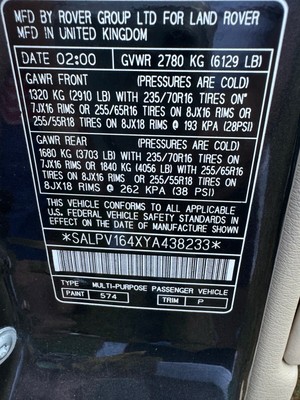 MFD BY ROVER GROUP LTD FOR LAND ROVER
MFD IN UNITED KINGDOM
DATE 02:00 GVWR 2780 KG (6129 LB)
GAWR FRONT (PRESSURES ARE COLD)
1320 KG (2910 LB) WITH 235/70R16 TIRES ON
7JX16 RIMS OR 255/65R16 TIRES ON 8JX16 RIMS OR
255/55R18 TIRES ON 8JX18 RIMS @ 193 KPA (28PSI)
GAWR REAR (PRESSURES ARE COLD)
1680 KG (3703 LB) WITH 235/70R16 TIRES ON
7JX16 RIMS OR 1840 KG (4056 LB) WITH 255/65R16
TIRES ON 8JX16 RIMS OR 255/55R18 TIRES ON
8JX18 RIMS @ 262 KPA (38 PSI)
THIS VEHICLE CONFORMS TO ALL APPLICABLE
U.S. FEDERAL MOTOR VEHICLE SAFETY STANDARDS IN
EFFECT ON THE DATE OF MANUFACTURE SHOWN ABOVE
*SALPV164XYA438233*
TYPE MULTI-PURPOSE PASSENGER VEHICLE
PAINT 574 TRIM P